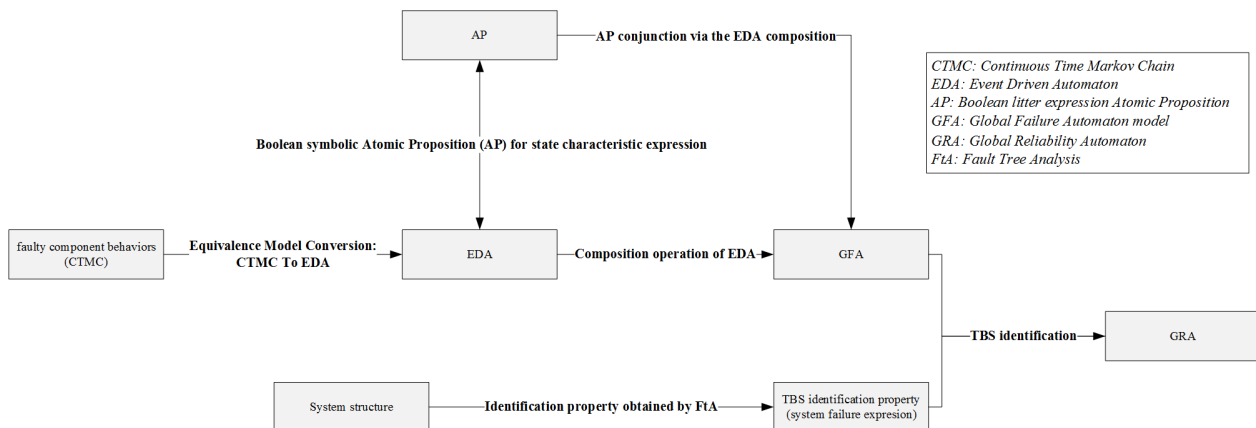 AP
AP conjunction via the EDA composition
CTMC: Continuous Time Markov Chain
EDA: Event Driven Automaton
AP: Boolean litter expression Atomic Proposition
GFA: Global Failure Automaton model
GRA: Global Reliability Automaton
FtA: Fault Tree Analysis
Boolean symbolic Atomic Proposition (AP) for state characteristic expression
faulty component behaviors
(CTMC)
Equivalence Model Conversion:
CTMC To EDA
EDA
Composition operation of EDA
GFA
TBS identification
GRA
System structure
Identification property obtained by FtA
TBS identification property
(system failure expresion)